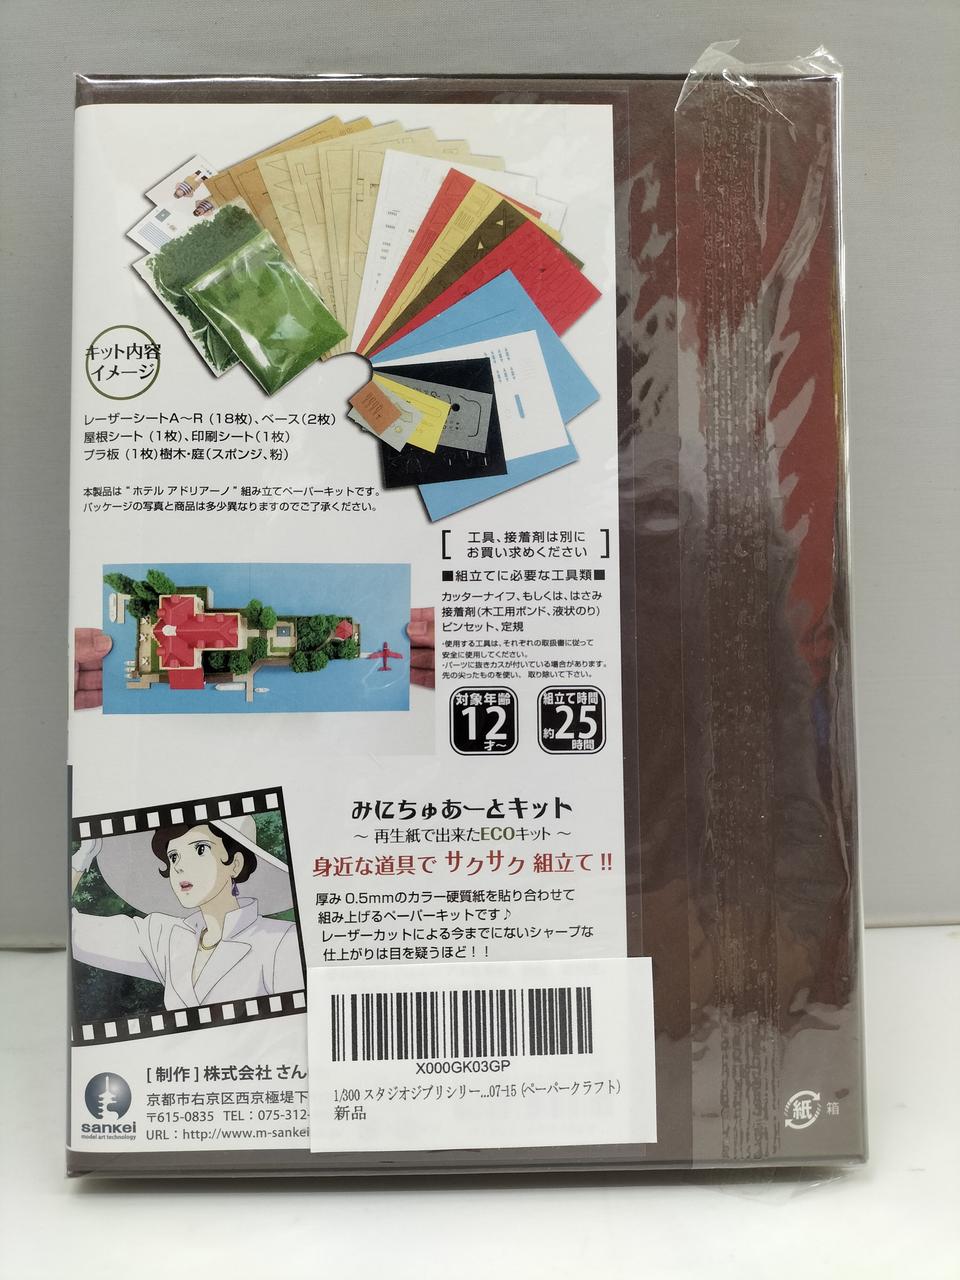 キット内容
イメージ
レーザーシートA～R (18枚)、ベース(2枚)
屋根シート (1枚)、印刷シート(1枚)
プラ板 (1枚)樹木・庭(スポンジ、粉)
本製品は "ホテル アドリアーノ" 組み立てペーパーキットです。
パッケージの写真と商品は多少異なりますのでご了承ください。
工具、接着剤は別に
お買い求めください
■組立てに必要な工具類■
カッターナイフ、もしくは、はさみ
接着剤(木工用ボンド、液状のり)
ピンセット、定規
・使用する工具は、それぞれの取扱書に従って
安全に使用してください。
・パーツに抜きカスが付いている場合があります。
先の尖ったものを使い、取り除いて下さい。
対象年齢
12
才～
組立て時間
約25
時間
みにちゅあーとキット
～ 再生紙で出来たECOキット ～
身近な道具で サクサク 組立て!!
厚み 0.5mmのカラー硬質紙を貼り合わせて
組み上げるペーパーキットです♪
レーザーカットによる今までにないシャープな
仕上がりは目を疑うほど！！
X000GK03GP
1/300 スタジオジブリシリー...07-15 (ペーパークラフト)
新品
[ 制作 ] 株式会社 さん
京都市右京区西京極堤下
〒615-0835 TEL : 075-312-
URL : http://www.m-sankei
sankei
model art technology
紙 箱